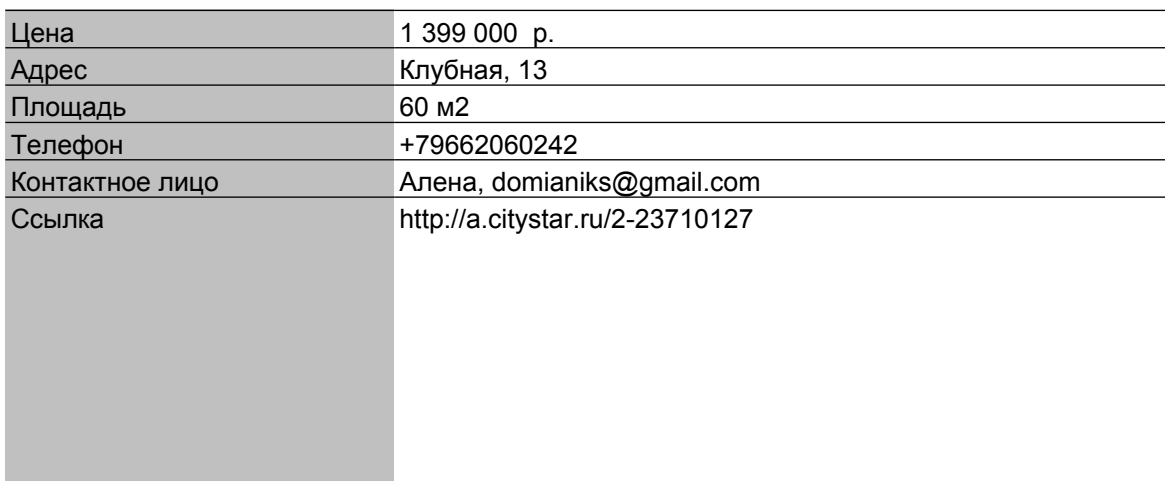 Цена 1 399 000 р.
Адрес Клубная, 13
Площадь 60 м2
Телефон +79662060242
Контактное лицо Алена, domianiks@gmail.com
Ссылка http://a.citystar.ru/2-23710127